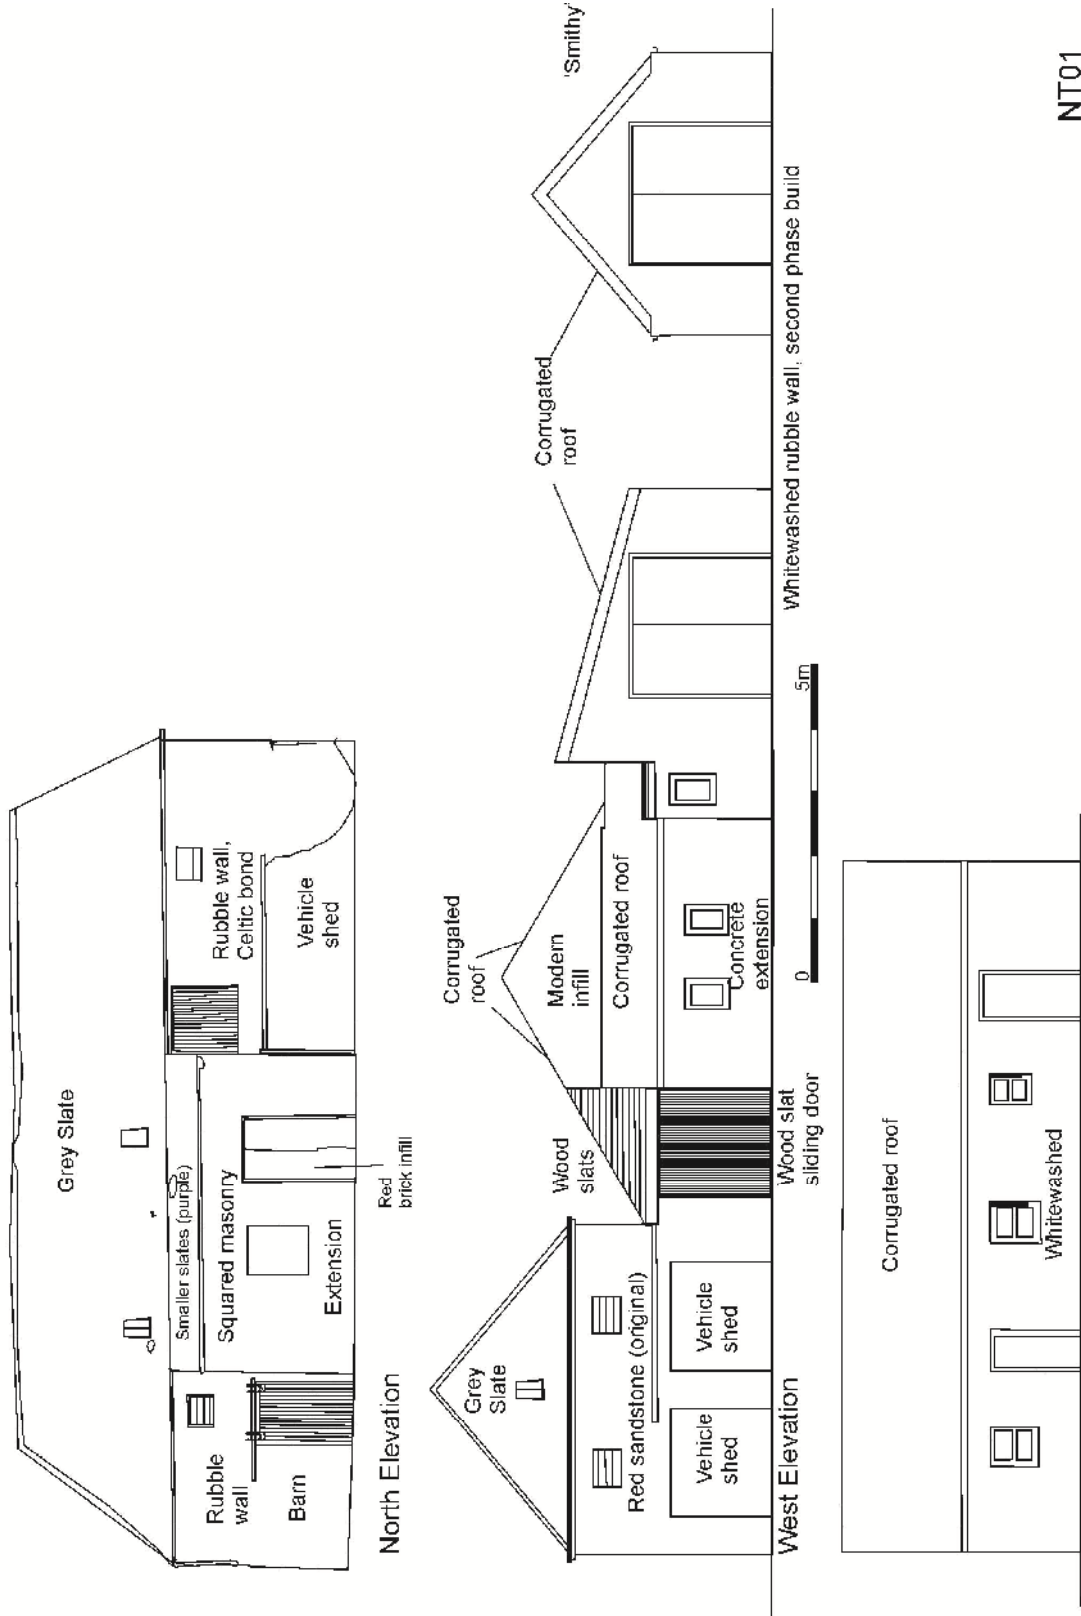 Grey Slate
Smaller slates (purple)
Rubble
wall
Barn
Squared masonry
Extension
Red
brick infill
Rubble wall,
Celtic bond
Vehicle
shed
North Elevation
Grey
Slate
Red sandstone (original)
Vehicle
shed
Vehicle
shed
Wood
slats
Wood slat
sliding door
Corrugated
roof
Modern
infill
Corrugated roof
Concrete
extension
Corrugated
roof
'Smithy'
West Elevation
0
5m
Whitewashed rubble wall, second phase build
Corrugated roof
Whitewashed
NT01